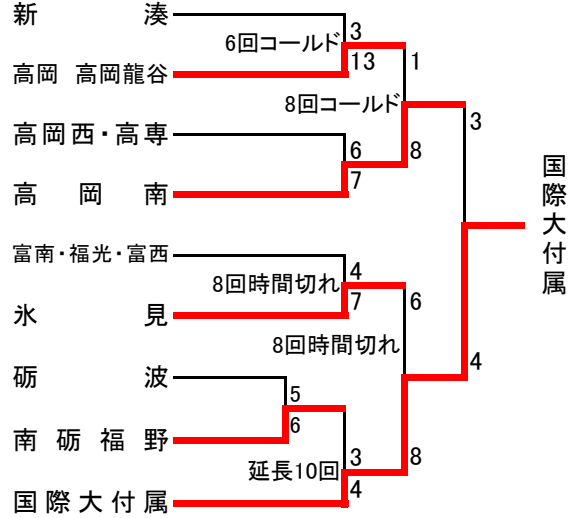 新湊
3
6回コールド
13
1
高岡 高岡龍谷
8回コールド
3
高岡西・高専
6
8
7
高岡南
国際大付属
富南・福光・富西
4
8回時間切れ
7
6
氷見
8回時間切れ
4
砺波
5
6
南砺福野
3
8
延長10回
4
国際大付属